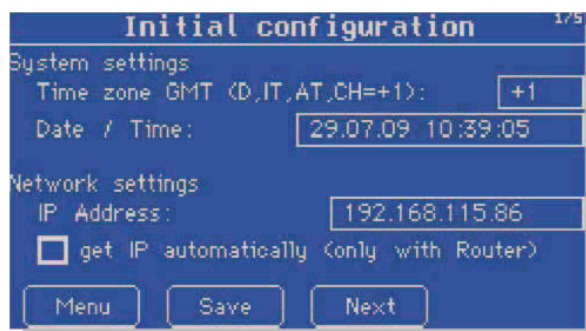 Initial configuration 1/5
System settings
Time zone GMT (D,IT,AT,CH=+1): +1
Date / Time: 29.07.09 10:39:05
Network settings
IP Address: 192.168.115.86
get IP automatically (only with Router)
Menu Save Next